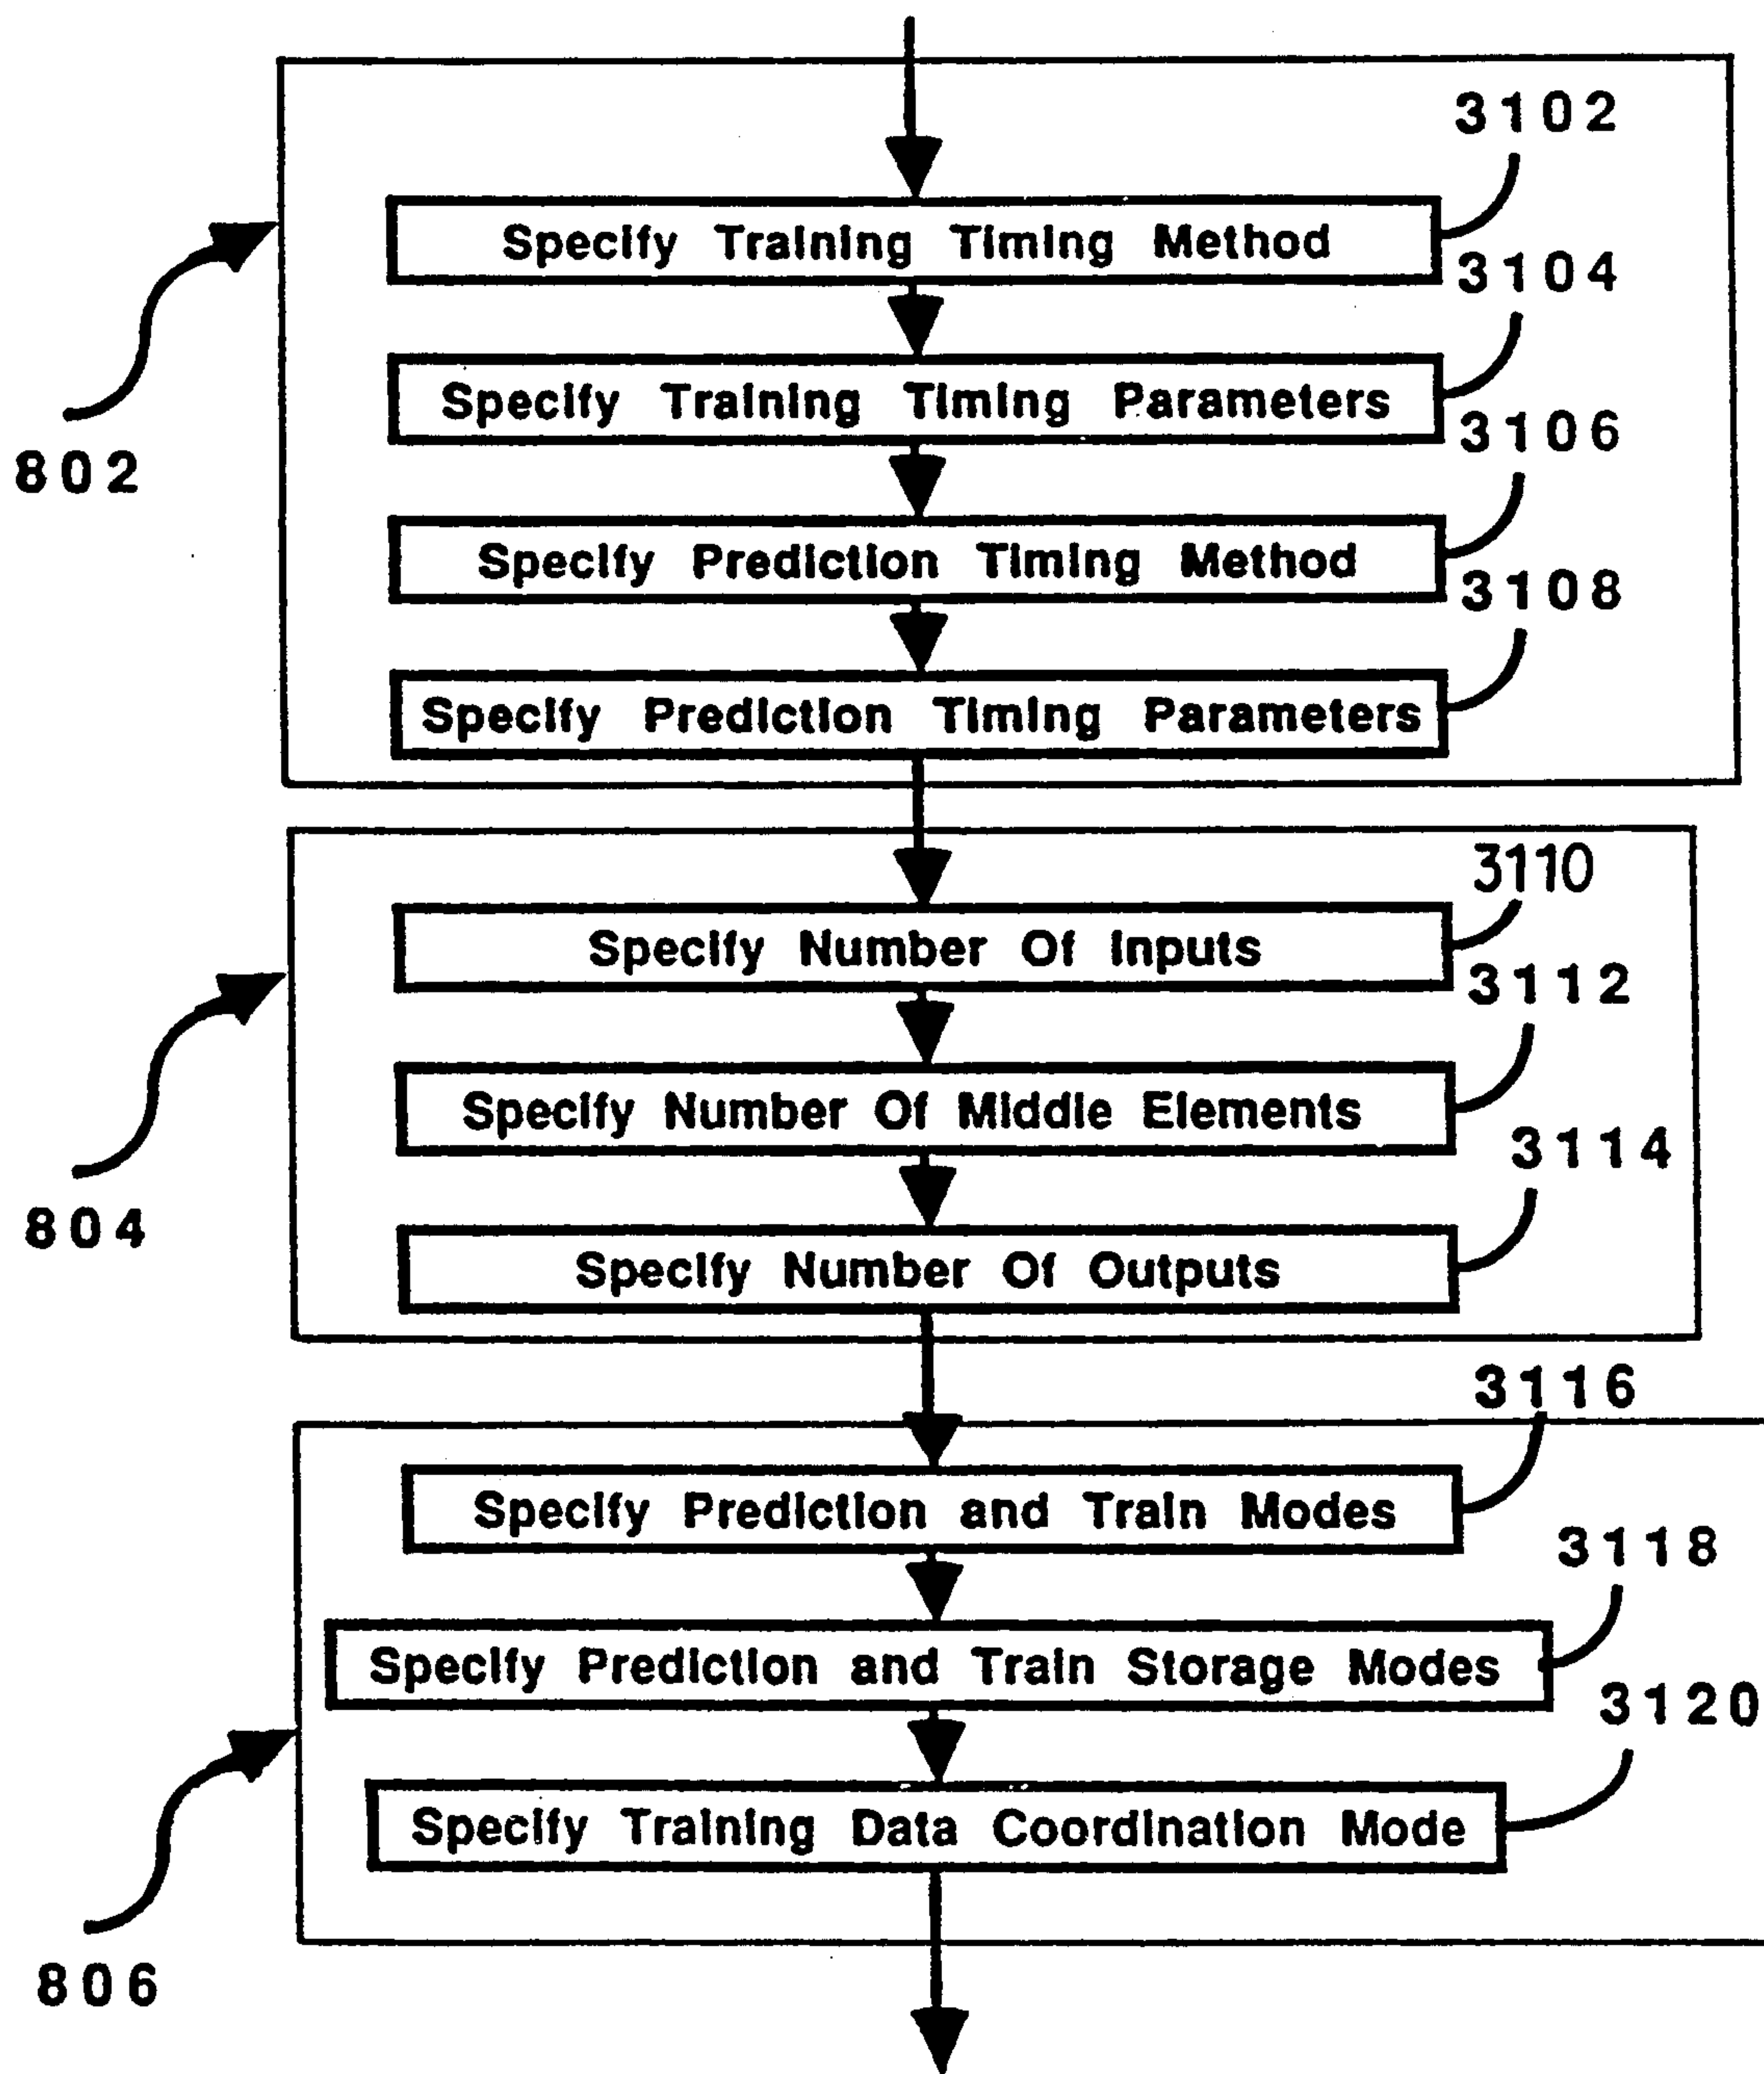 3102
Specify Training Timing Method
3104
Specify Training Timing Parameters
3106
802
Specify Prediction Timing Method
3108
Specify Prediction Timing Parameters
3110
Specify Number Of Inputs
3112
Specify Number Of Middle Elements
3114
804
Specify Number Of Outputs
3116
Specify Prediction and Train Modes
3118
Specify Prediction and Train Storage Modes
3120
Specify Training Data Coordination Mode
806